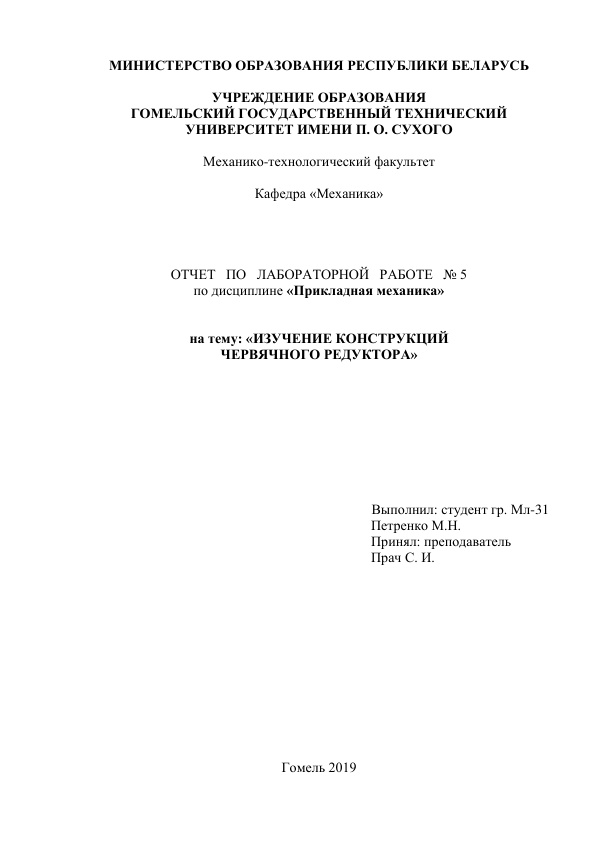 МИНИСТЕРСТВО ОБРАЗОВАНИЯ РЕСПУБЛИКИ БЕЛАРУСЬ
УЧРЕЖДЕНИЕ ОБРАЗОВАНИЯ
ГОМЕЛЬСКИЙ ГОСУДАРСТВЕННЫЙ ТЕХНИЧЕСКИЙ
УНИВЕРСИТЕТ ИМЕНИ П. О. СУХОГО
Механико-технологический факультет
Кафедра «Механика»
ОТЧЕТ ПО ЛАБОРАТОРНОЙ РАБОТЕ № 5
по дисциплине «Прикладная механика»
на тему: «ИЗУЧЕНИЕ КОНСТРУКЦИЙ
ЧЕРВЯЧНОГО РЕДУКТОРА»
Выполнил: студент гр. Мл-31
Петренко М.Н.
Принял: преподаватель
Прач С. И.
Гомель 2019